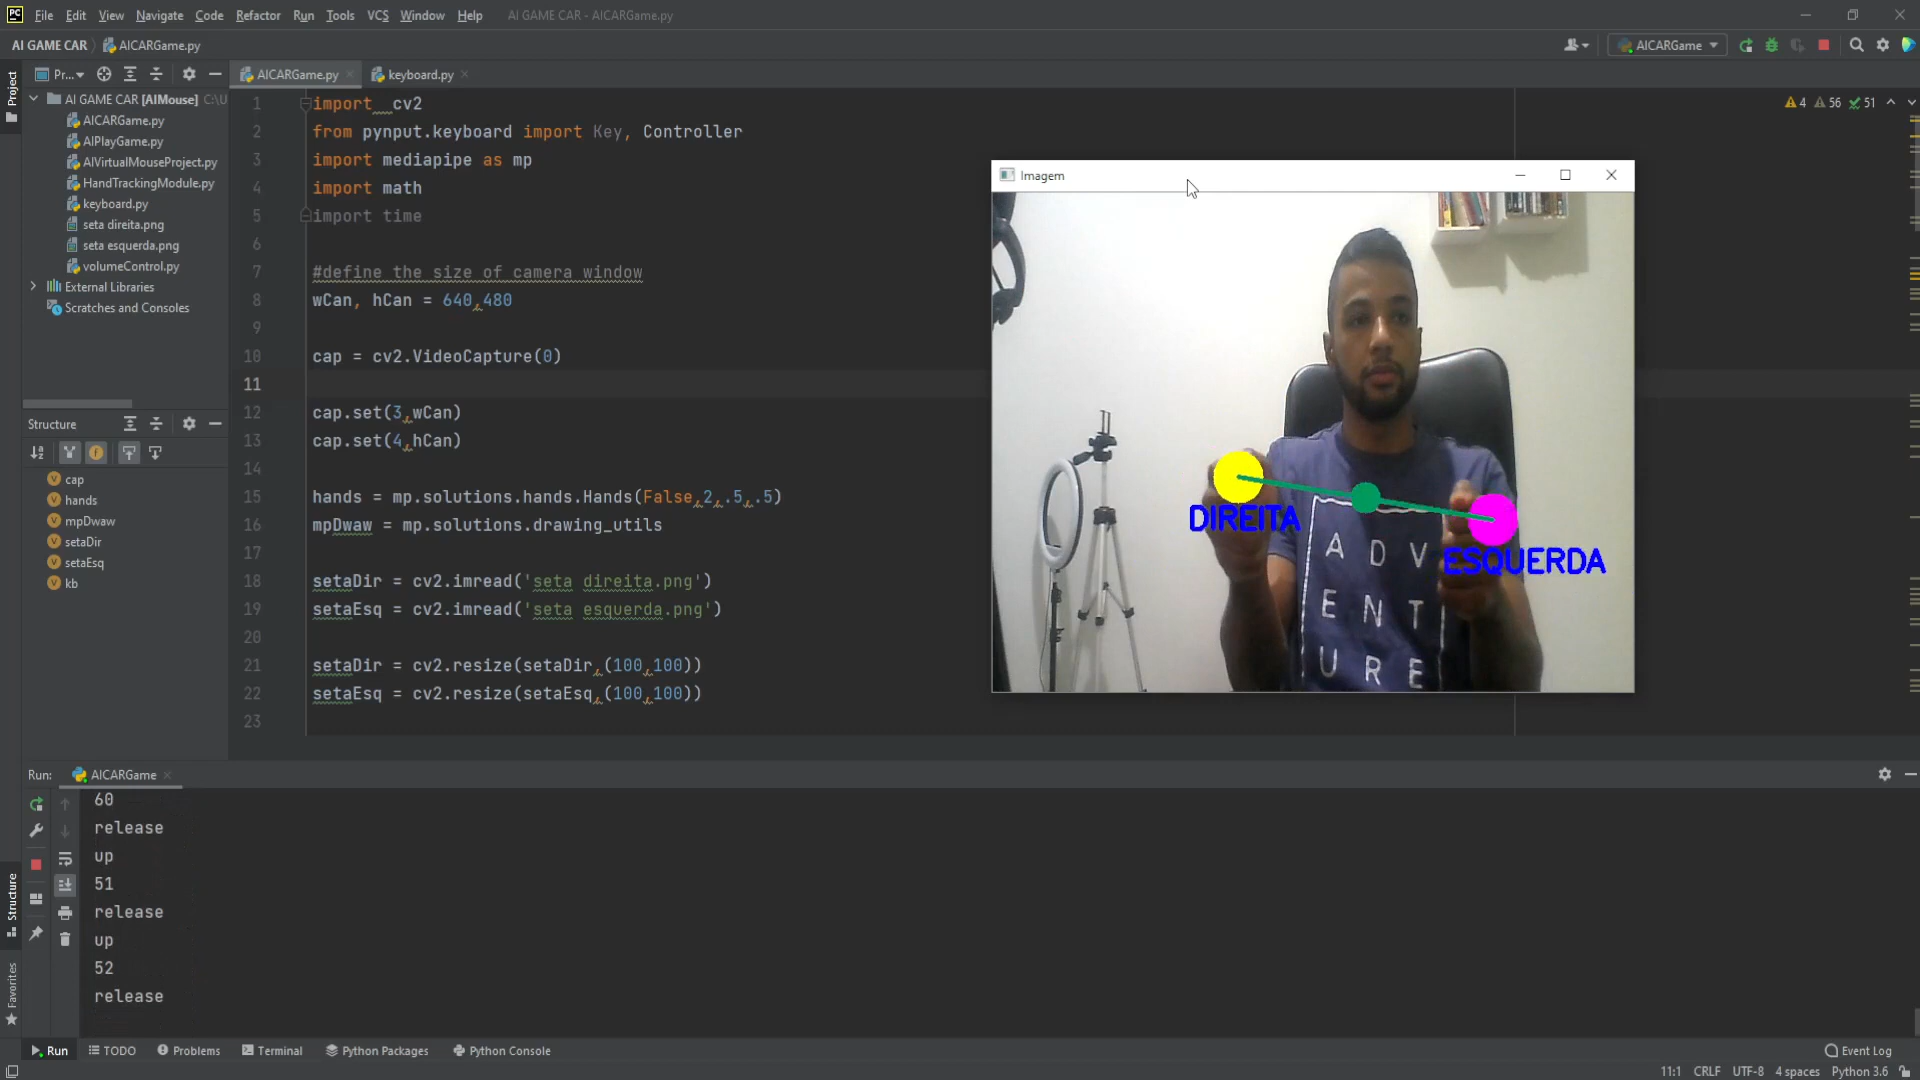 PC File Edit View Navigate Code Refactor Run Tools VCS Window Help AI GAME CAR - AICARGame.py
AI GAME CAR AICARGame.py AICARGame
Project
Pr... AICARGame.py keyboard.py
AI GAME CAR [AIMouse] C:\U
AICARGame.py
AIPlayGame.py
AIVirtualMouseProject.py
HandTrackingModule.py
keyboard.py
seta direita.png
seta esquerda.png
volumeControl.py
External Libraries
Scratches and Consoles
Structure
cap
hands
mpDwaw
setaDir
setaEsq
kb
4 56 51
1 import cv2
2 from pynput.keyboard import Key, Controller
3 import mediapipe as mp
4 import math
5 import time
6
7 #define the size of camera window
8 wCan, hCan = 640,480
9
10 cap = cv2.VideoCapture(0)
11
12 cap.set(3,wCan)
13 cap.set(4,hCan)
14
15 hands = mp.solutions.hands.Hands(False,2,.5,.5)
16 mpDwaw = mp.solutions.drawing_utils
17
18 setaDir = cv2.imread('seta direita.png')
19 setaEsq = cv2.imread('seta esquerda.png')
20
21 setaDir = cv2.resize(setaDir,(100,100))
22 setaEsq = cv2.resize(setaEsq,(100,100))
23
Imagem
DIREITA
ESQUERDA
A D V
E N T
U R E
Run: AICARGame
60
release
up
51
release
up
52
release
Structure
Favorites
Run TODO Problems Terminal Python Packages Python Console Event Log
11:1 CRLF UTF-8 4 spaces Python 3.6